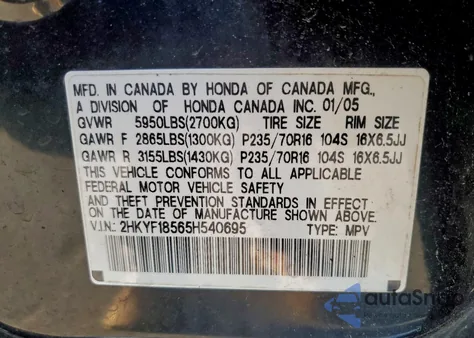 MFD. IN CANADA BY HONDA OF CANADA MFG.,
A DIVISION OF HONDA CANADA INC. 01/05
GVWR 5950LBS(2700KG) TIRE SIZE RIM SIZE
GAWR F 2865LBS(1300KG) P235/70R16 104S 16X6.5JJ
GAWR R 3155LBS(1430KG) P235/70R16 104S 16X6.5JJ
THIS VEHICLE CONFORMS TO ALL APPLICABLE
FEDERAL MOTOR VEHICLE SAFETY
AND THEFT PREVENTION STANDARDS IN EFFECT
ON THE DATE OF MANUFACTURE SHOWN ABOVE.
V.I.N.: 2HKYF18565H540695 TYPE: MPV